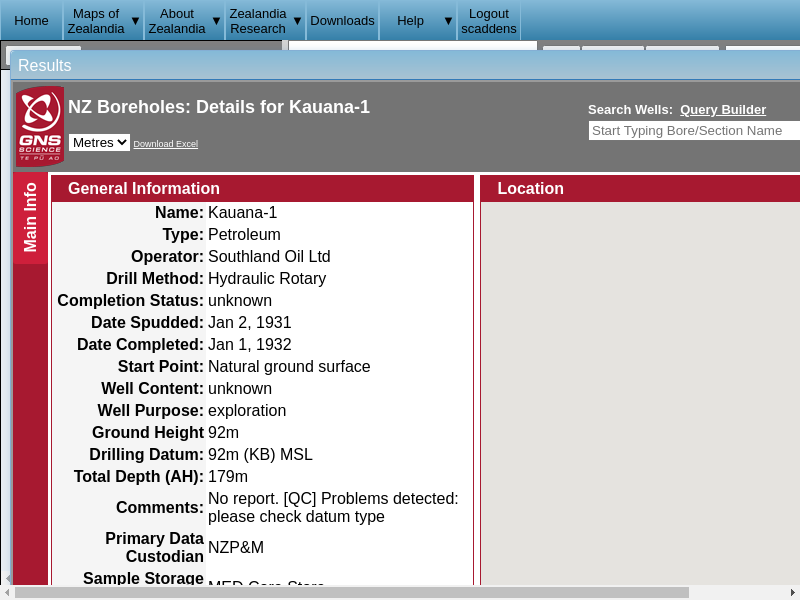 Home
Maps of
Zealandia ▼
About
Zealandia ▼
Zealandia
Research ▼
Downloads
Help ▼
Logout
scaddens
Results
GNS
SCIENCE
TE PŪ AO
NZ Boreholes: Details for Kauana-1
Metres
Download Excel
Search Wells: Query Builder
Start Typing Bore/Section Name
Main Info
General Information
Name: Kauana-1
Type: Petroleum
Operator: Southland Oil Ltd
Drill Method: Hydraulic Rotary
Completion Status: unknown
Date Spudded: Jan 2, 1931
Date Completed: Jan 1, 1932
Start Point: Natural ground surface
Well Content: unknown
Well Purpose: exploration
Ground Height 92m
Drilling Datum: 92m (KB) MSL
Total Depth (AH): 179m
Comments: No report. [QC] Problems detected:
please check datum type
Primary Data
Custodian NZP&M
Sample Storage
Location